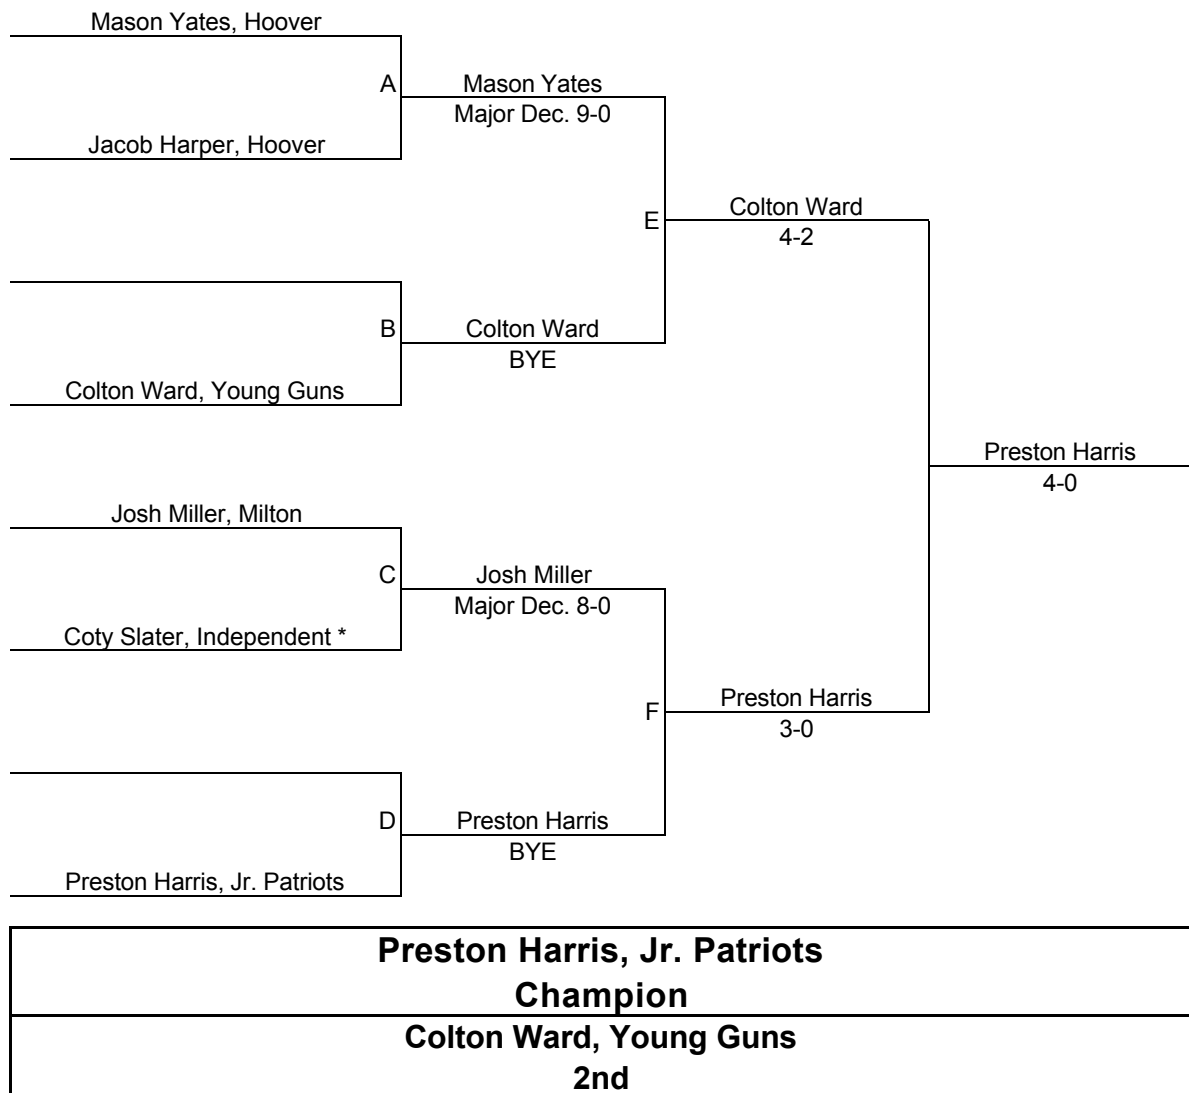 Mason Yates, Hoover
A
Mason Yates
Major Dec. 9-0
Jacob Harper, Hoover
E
Colton Ward
4-2
B
Colton Ward
BYE
Colton Ward, Young Guns
Preston Harris
4-0
Josh Miller, Milton
C
Josh Miller
Major Dec. 8-0
Coty Slater, Independent *
F
Preston Harris
3-0
D
Preston Harris
BYE
Preston Harris, Jr. Patriots
Preston Harris, Jr. Patriots
Champion
Colton Ward, Young Guns
2nd